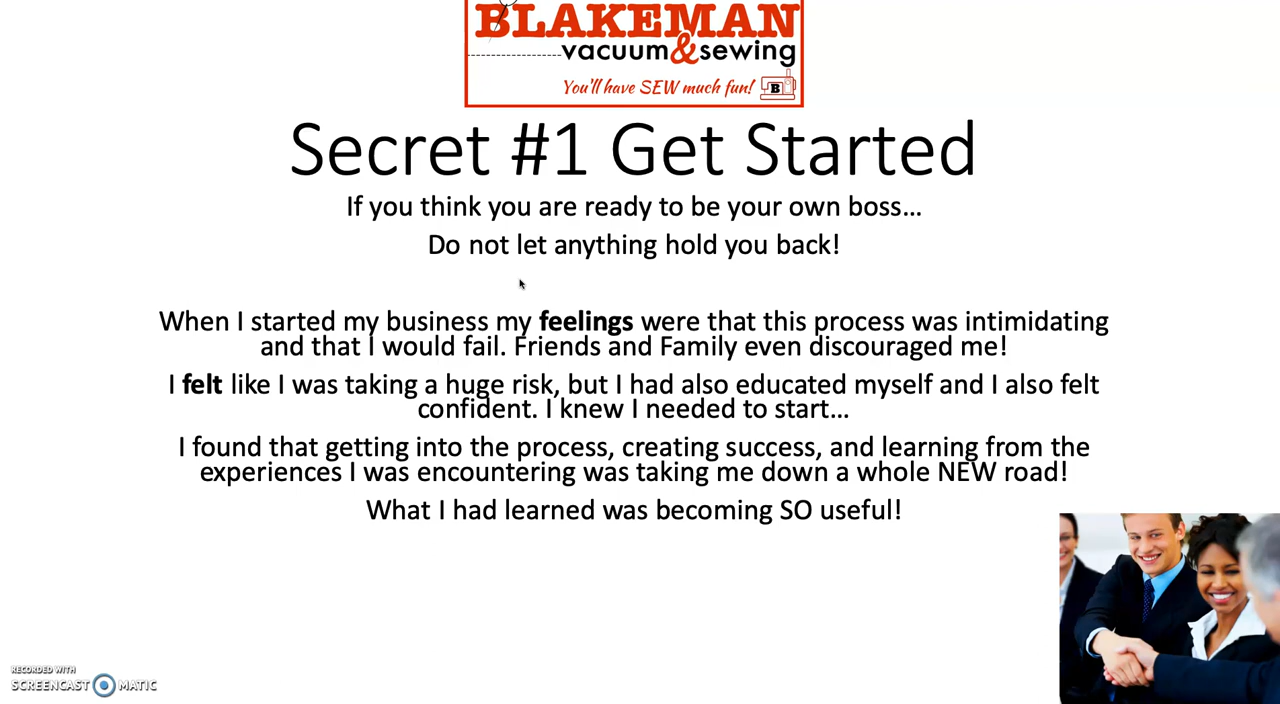 BLAKEMAN
vacuum&sewing
You'll have SEW much fun!
B
Secret #1 Get Started
If you think you are ready to be your own boss...
Do not let anything hold you back!
When I started my business my feelings were that this process was intimidating
and that I would fail. Friends and Family even discouraged me!
I felt like I was taking a huge risk, but I had also educated myself and I also felt
confident. I knew I needed to start...
I found that getting into the process, creating success, and learning from the
experiences I was encountering was taking me down a whole NEW road!
What I had learned was becoming SO useful!
RECORDED WITH
SCREENCAST MATIC